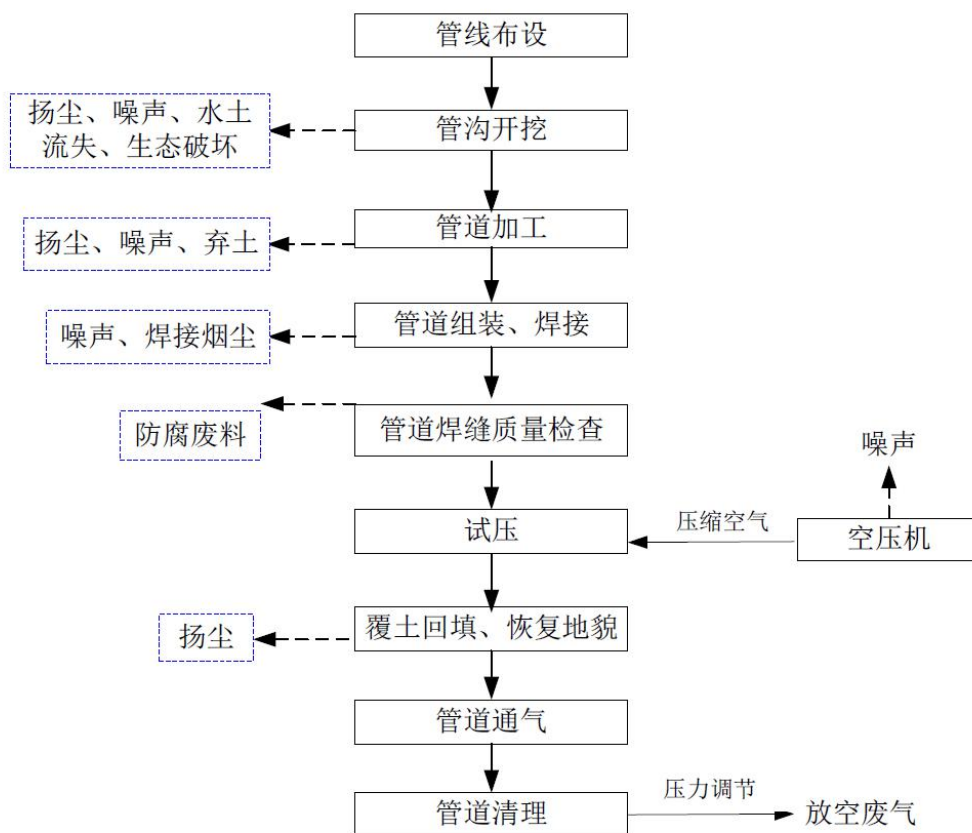 管线布设
扬尘、噪声、水土
流失、生态破坏
管沟开挖
扬尘、噪声、弃土
管道加工
噪声、焊接烟尘
管道组装、焊接
防腐废料
管道焊缝质量检查
噪声
试压
压缩空气
空压机
扬尘
覆土回填、恢复地貌
管道通气
管道清理
压力调节
放空废气